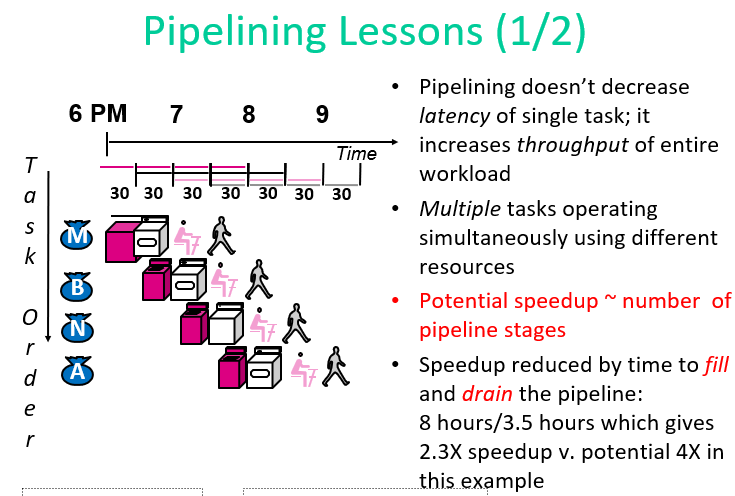 Pipelining Lessons (1/2)
6 PM 7 8 9
Time
30 30 30 30 30 30 30
T
a
s
k
O
r
d
e
r
M
B
N
A
• Pipelining doesn't decrease
latency of single task; it
increases throughput of entire
workload
• Multiple tasks operating
simultaneously using different
resources
• Potential speedup ~ number of
pipeline stages
• Speedup reduced by time to fill
and drain the pipeline:
8 hours/3.5 hours which gives
2.3X speedup v. potential 4X in
this example